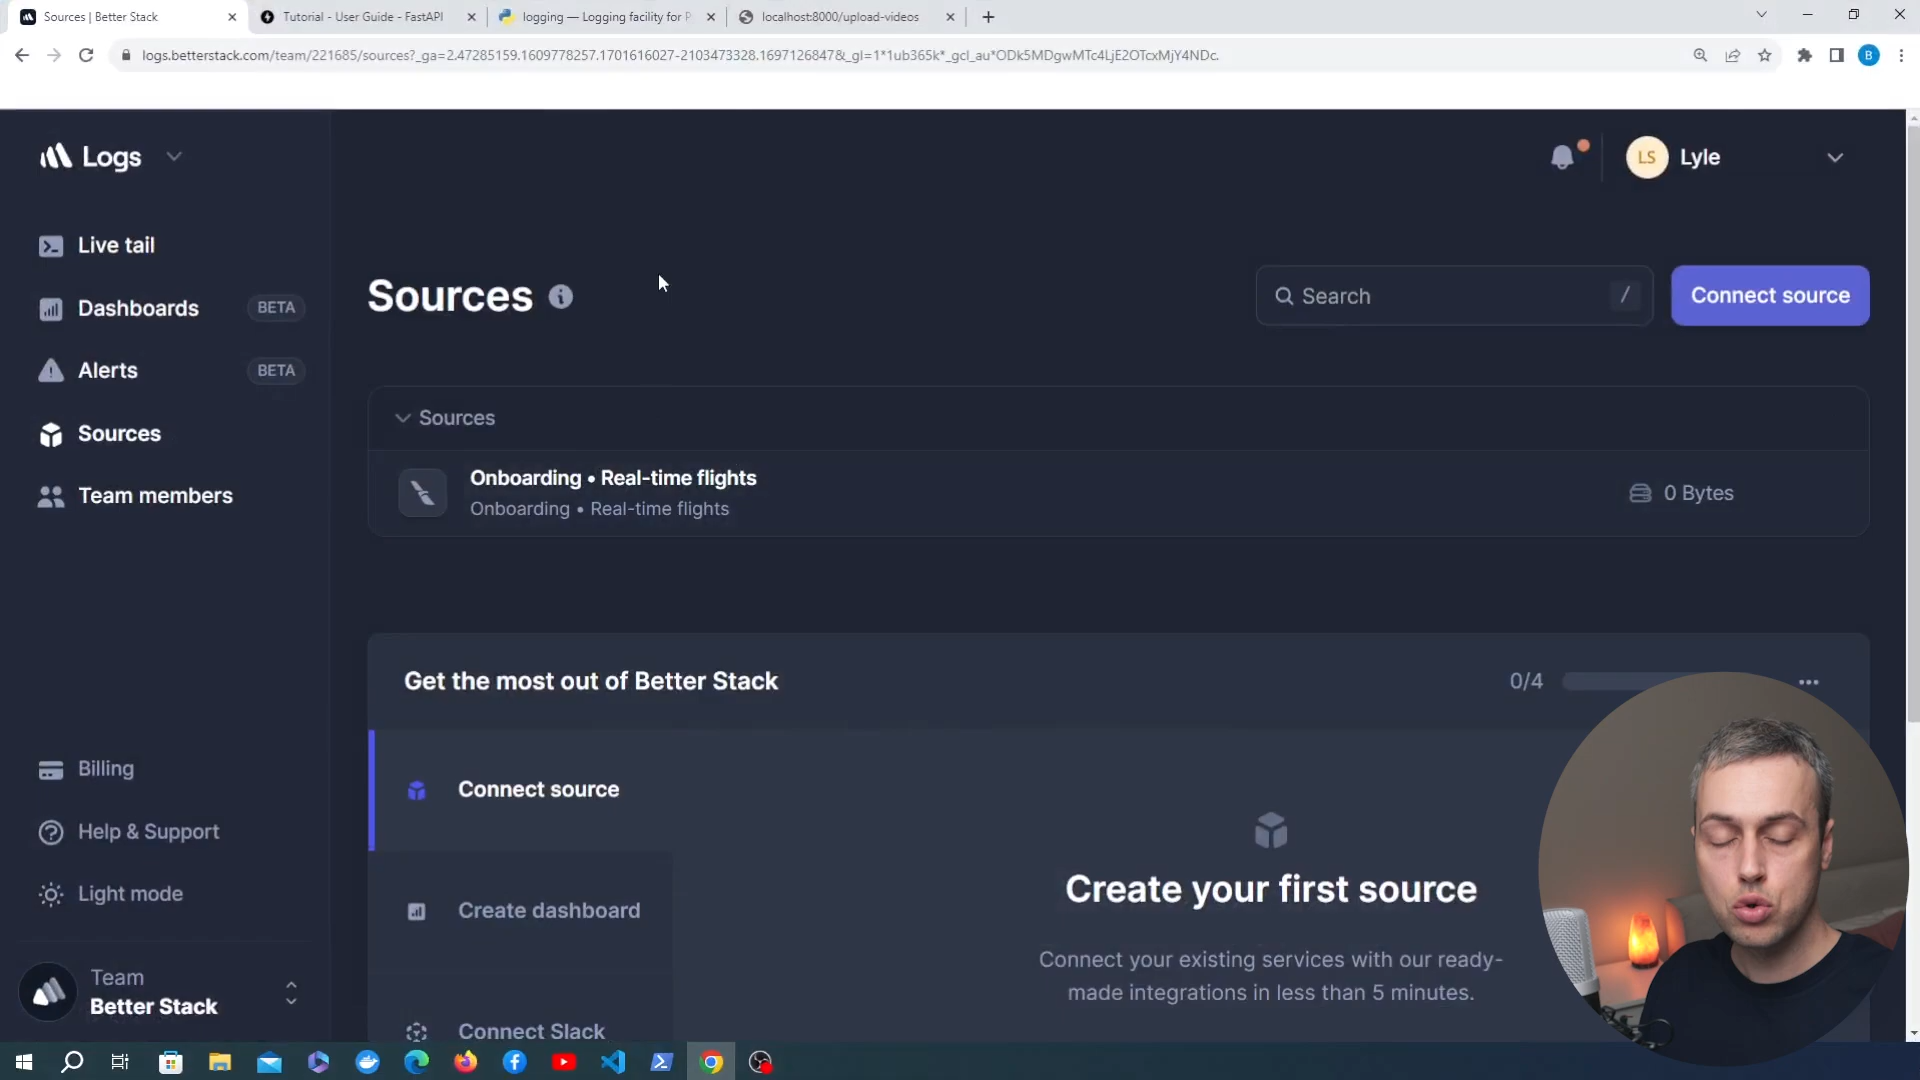 Sources | Better Stack
Tutorial - User Guide - FastAPI
logging — Logging facility for P
localhost:8000/upload-videos
logs.betterstack.com/team/221685/sources?_ga=2.47285159.1609778257.1701616027-2103473328.1697126847&_gl=1*1ub365k*_gcl_au*ODk5MDgwMTc4LjE2OTcxMjY4NDc.
B
Logs
LS
Lyle
Live tail
Dashboards
BETA
Alerts
BETA
Sources
Team members
Billing
Help & Support
Light mode
Team
Better Stack
Sources
Search
/
Connect source
Sources
Onboarding • Real-time flights
Onboarding • Real-time flights
0 Bytes
Get the most out of Better Stack
0/4
Connect source
Create dashboard
Connect Slack
Create your first source
Connect your existing services with our ready-
made integrations in less than 5 minutes.